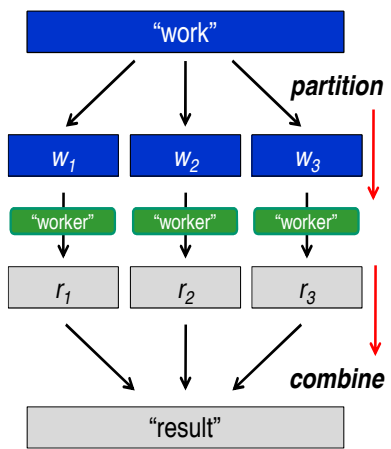 “work”
partition
w₁ w₂ w₃
“worker” “worker” “worker”
r₁ r₂ r₃
combine
“result”